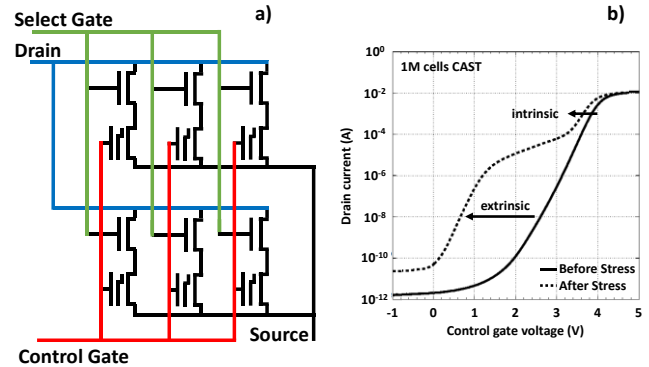 a)
Select Gate
Drain
Source
Control Gate
b)
1M cells CAST
intrinsic
extrinsic
Before Stress
After Stress
Drain current (A)
10⁰
10⁻²
10⁻⁴
10⁻⁶
10⁻⁸
10⁻¹⁰
10⁻¹²
-1 0 1 2 3 4 5
Control gate voltage (V)